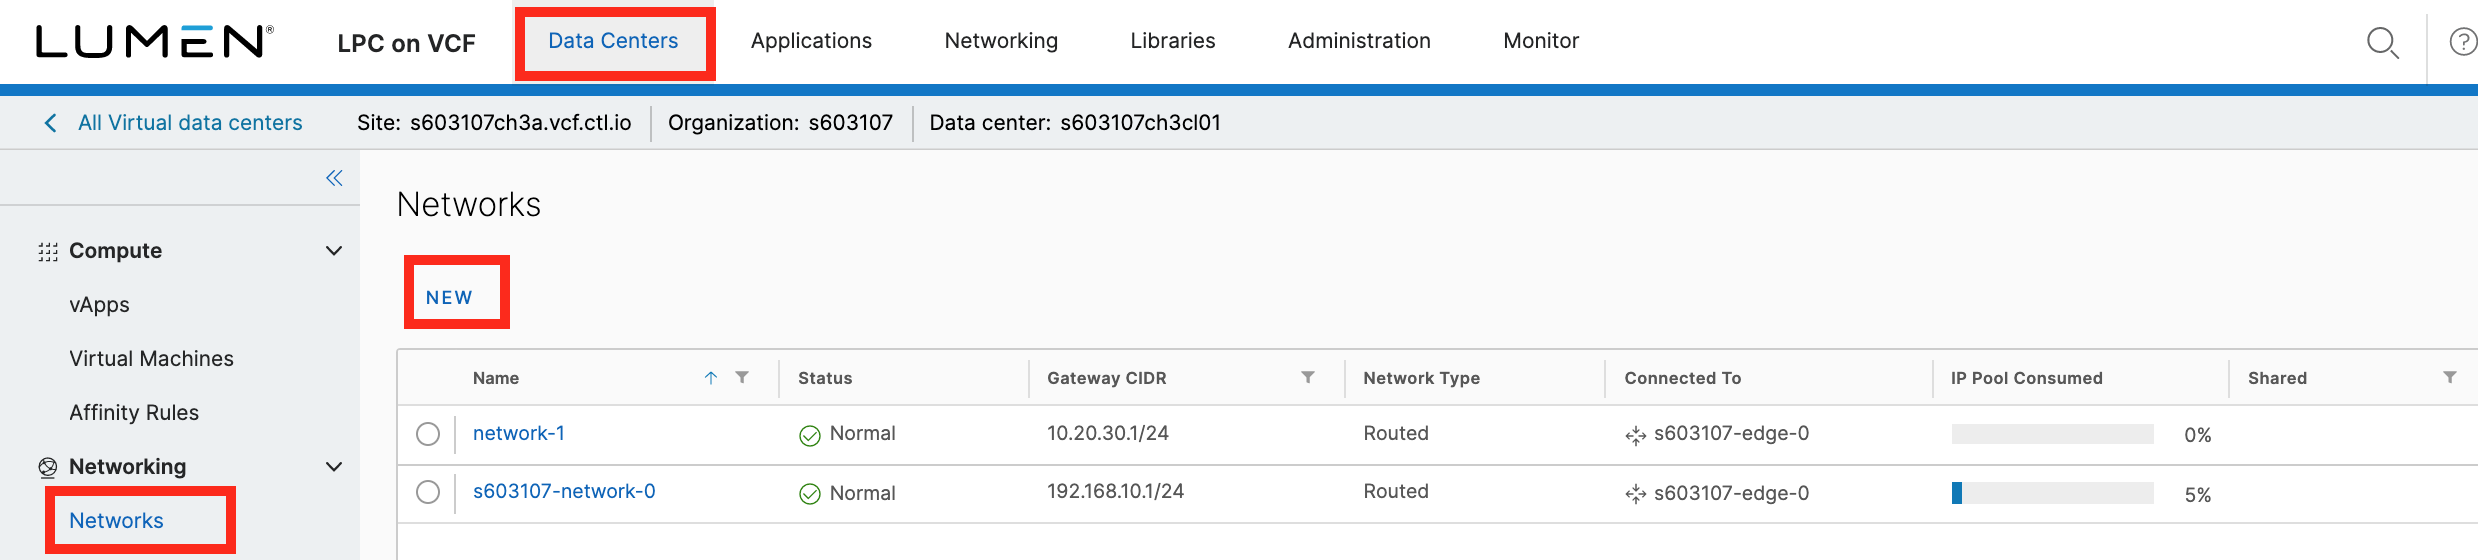 LUMEN® LPC on VCF Data Centers Applications Networking Libraries Administration Monitor ?
All Virtual data centers Site: s603107ch3a.vcf.ctl.io Organization: s603107 Data center: s603107ch3cl01
Networks
Compute
NEW
vApps
Virtual Machines
Affinity Rules
Networking
Networks
Name Status Gateway CIDR Network Type Connected To IP Pool Consumed Shared
network-1 Normal 10.20.30.1/24 Routed s603107-edge-0 0%
s603107-network-0 Normal 192.168.10.1/24 Routed s603107-edge-0 5%